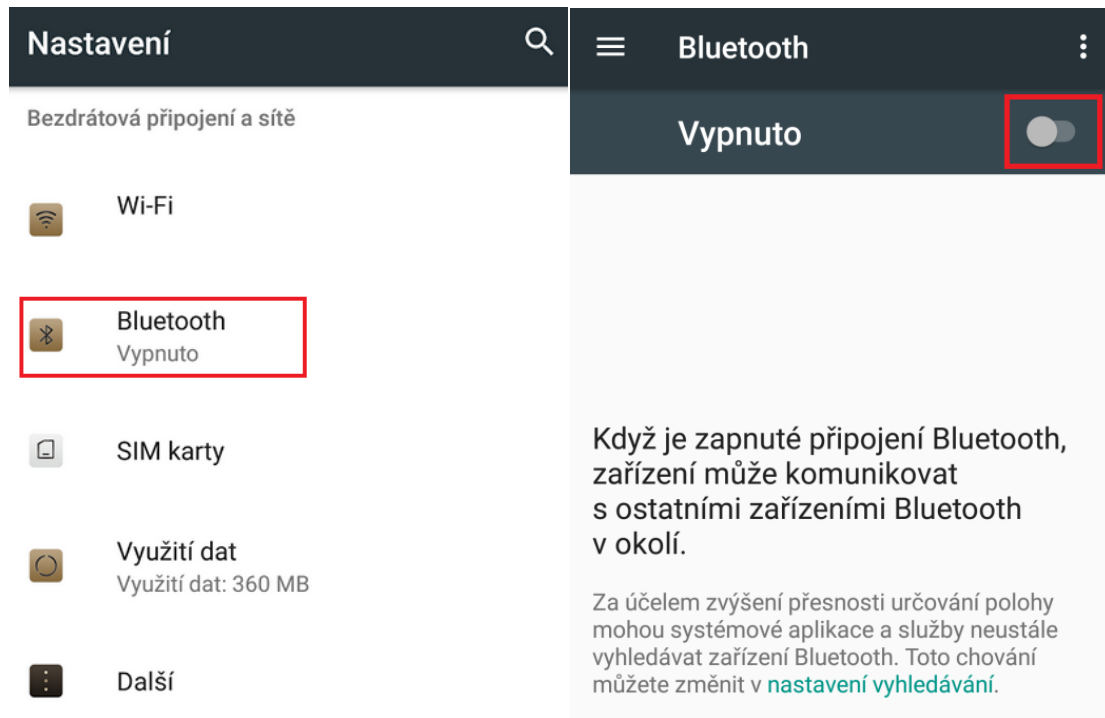 Nastavení
Bezdrátová připojení a sítě
Wi-Fi
Bluetooth
Vypnuto
SIM karty
Využití dat
Využití dat: 360 MB
Další
Bluetooth
Vypnuto
Když je zapnuté připojení Bluetooth,
zařízení může komunikovat
s ostatními zařízeními Bluetooth
v okolí.
Za účelem zvýšení přesnosti určování polohy
mohou systémové aplikace a služby neustále
vyhledávat zařízení Bluetooth. Toto chování
můžete změnit v nastavení vyhledávání.